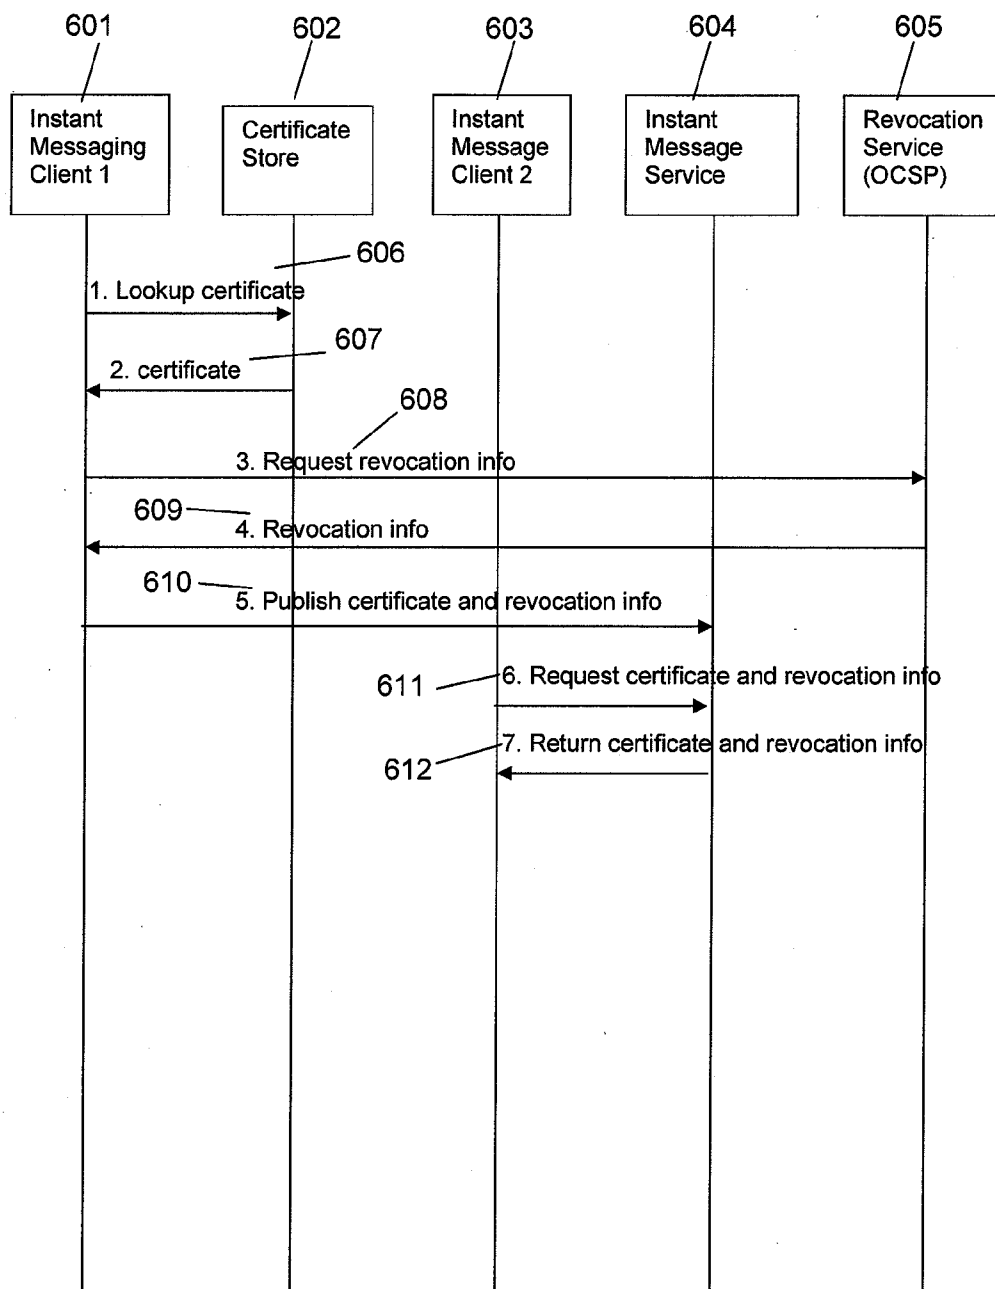 601
602
603
604
605
Instant
Messaging
Client 1
Certificate
Store
Instant
Message
Client 2
Instant
Message
Service
Revocation
Service
(OCSP)
606
1. Lookup certificate
607
2. certificate
608
3. Request revocation info
609
4. Revocation info
610
5. Publish certificate and revocation info
611
6. Request certificate and revocation info
612
7. Return certificate and revocation info